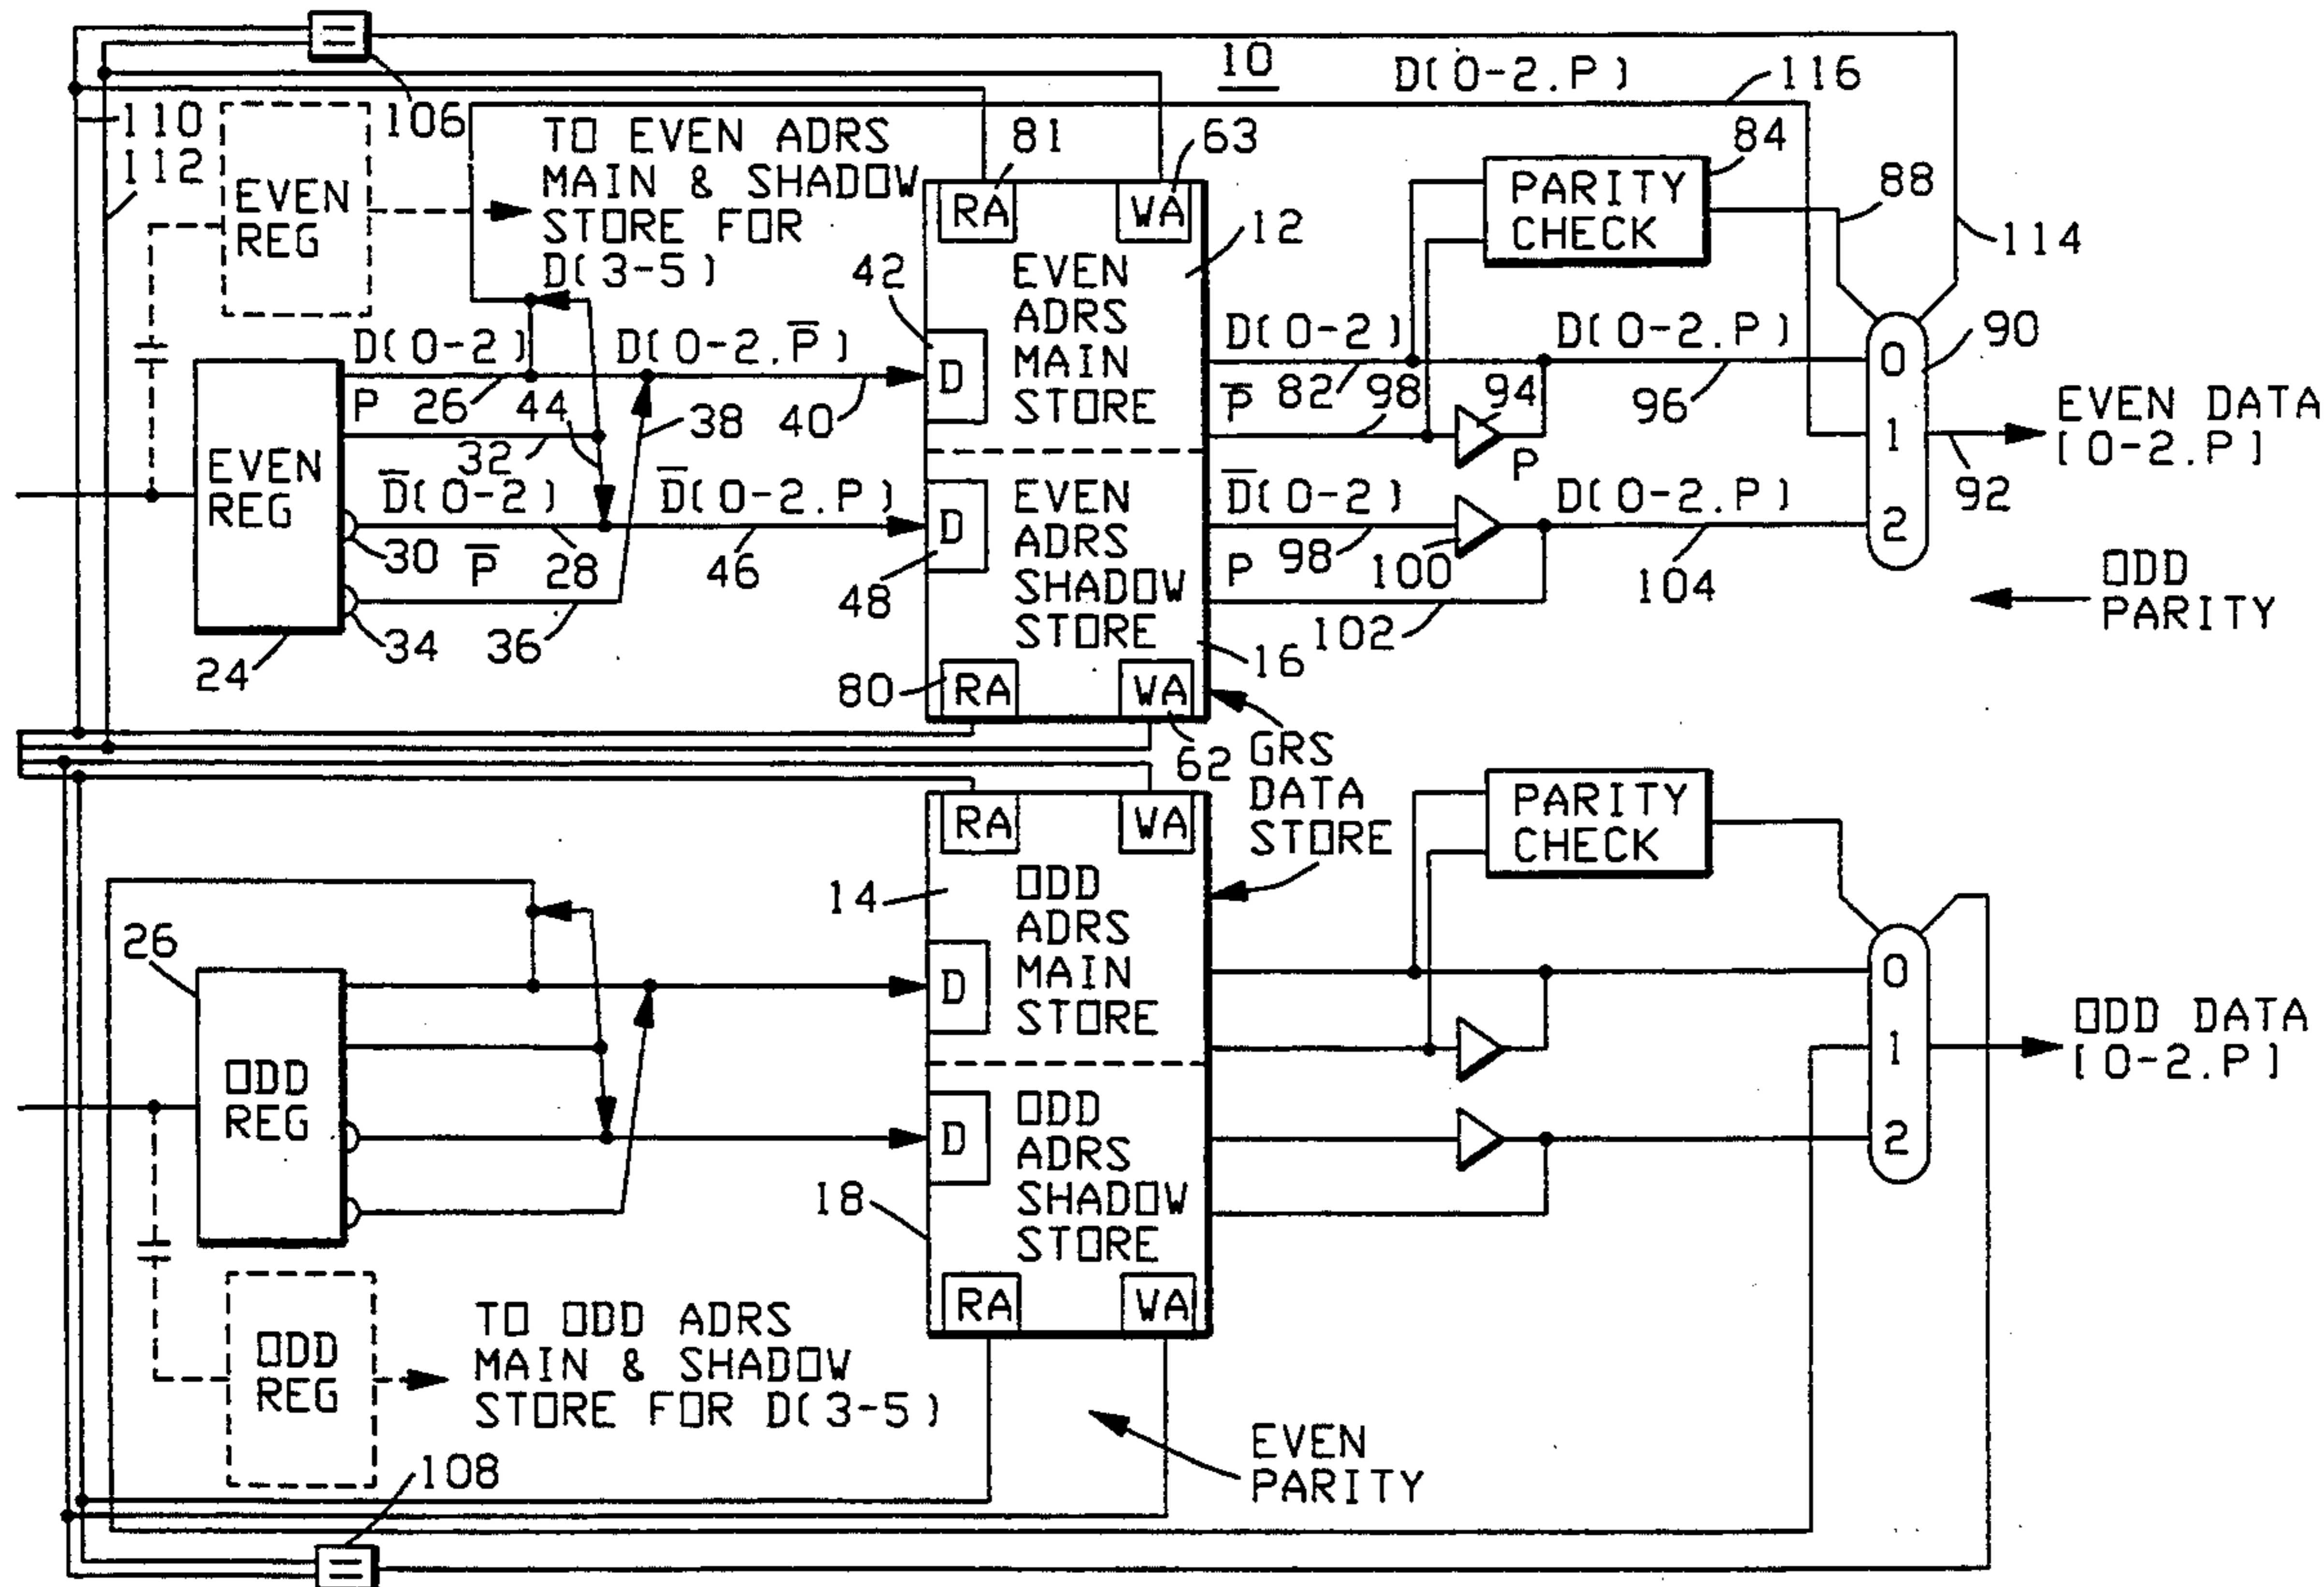 10
D(0-2.P)
116
110
112
106
TO EVEN ADRS
MAIN & SHADOW
STORE FOR
D(3-5)
81
63
84
88
114
EVEN
REG
RA
WA
PARITY
CHECK
12
42
EVEN
ADRS
MAIN
STORE
D(0-2)
D(0-2.P̅)
D(0-2)
D(0-2.P)
90
P
26
44
38
40
D
P̅
82
98
94
96
0
1
2
EVEN DATA
[0-2.P]
92
EVEN
REG
32
98
P
D̅(0-2)
D̅(0-2.P)
D
EVEN
ADRS
SHADOW
STORE
D̅(0-2)
D(0-2.P)
30
P̅
28
46
48
P
98
100
104
ODD
PARITY
34
36
102
24
16
80
RA
WA
62
GRS
DATA
STORE
RA
WA
PARITY
CHECK
14
ODD
ADRS
MAIN
STORE
26
D
0
1
2
ODD DATA
[0-2.P]
ODD
REG
D
ODD
ADRS
SHADOW
STORE
18
RA
WA
ODD
REG
TO ODD ADRS
MAIN & SHADOW
STORE FOR D(3-5)
EVEN
PARITY
108